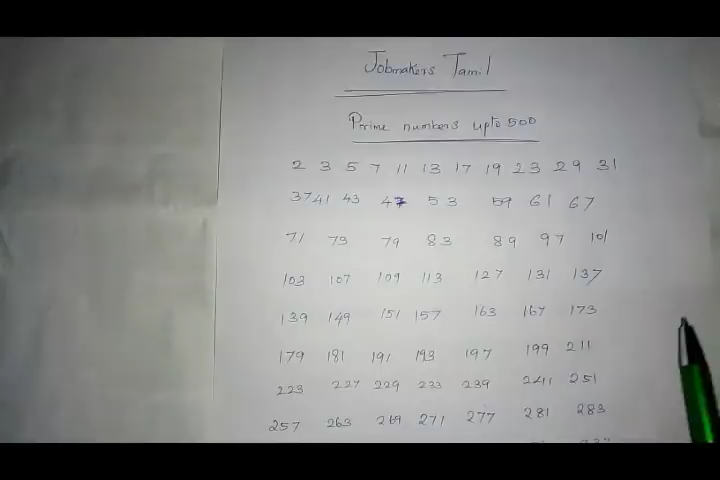 Jobmakers Tamil
Prime numbers upto 500
2 3 5 7 11 13 17 19 23 29 31
37 41 43 47 53 59 61 67
71 73 79 83 89 97 101
103 107 109 113 127 131 137
139 149 151 157 163 167 173
179 181 191 193 197 199 211
223 227 229 233 239 241 251
257 263 269 271 277 281 283